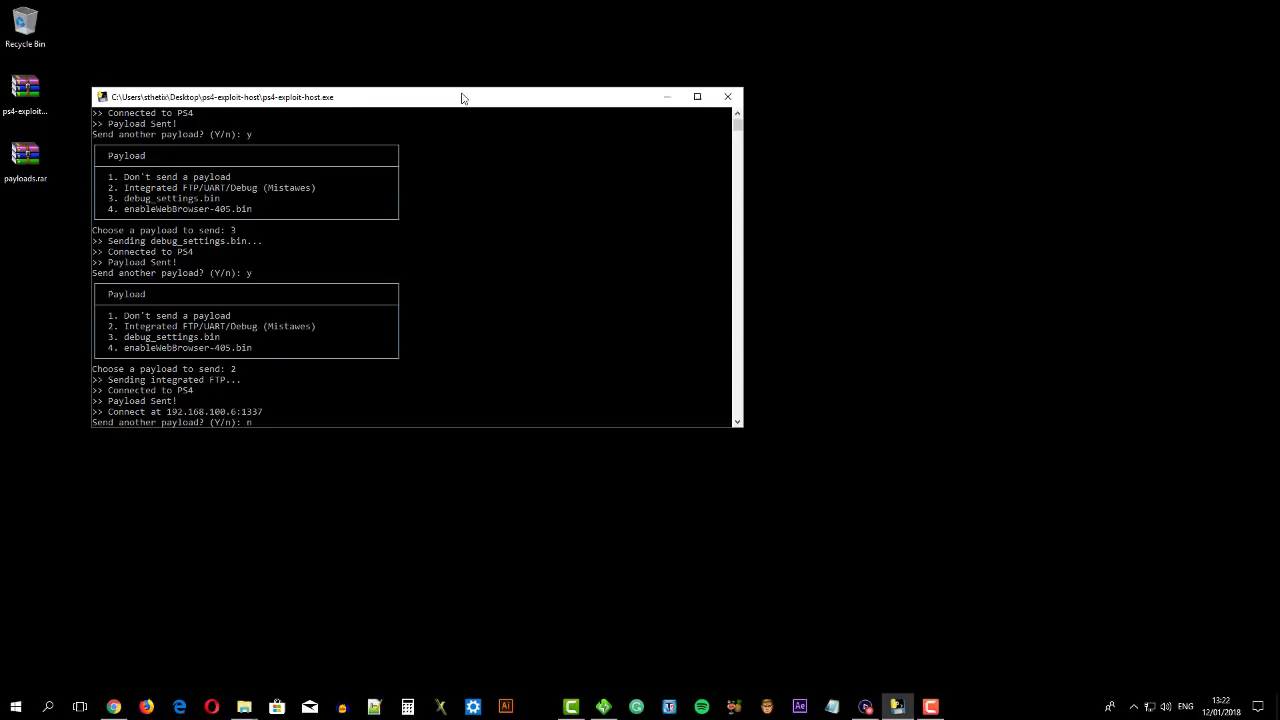 Recycle Bin
ps4-exploit...
payloads.rar
C:\Users\sthetix\Desktop\ps4-exploit-host\ps4-exploit-host.exe
>> Connected to PS4
>> Payload Sent!
Send another payload? (Y/n): y
Payload
1. Don't send a payload
2. Integrated FTP/UART/Debug (Mistawes)
3. debug_settings.bin
4. enableWebBrowser-405.bin
Choose a payload to send: 3
>> Sending debug_settings.bin...
>> Connected to PS4
>> Payload Sent!
Send another payload? (Y/n): y
Payload
1. Don't send a payload
2. Integrated FTP/UART/Debug (Mistawes)
3. debug_settings.bin
4. enableWebBrowser-405.bin
Choose a payload to send: 2
>> Sending integrated FTP...
>> Connected to PS4
>> Payload Sent!
>> Connect at 192.168.100.6:1337
Send another payload? (Y/n): n
Ai
Ae
ENG
13:22
12/01/2018